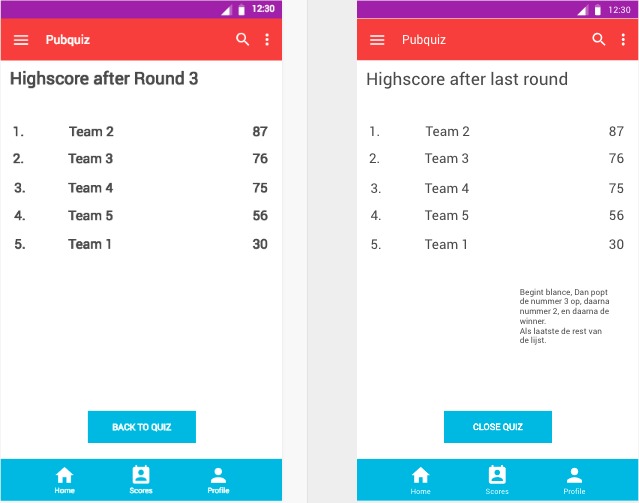 12:30
Pubquiz
Highscore after Round 3
1. Team 2 87
2. Team 3 76
3. Team 4 75
4. Team 5 56
5. Team 1 30
BACK TO QUIZ
Home Scores Profile
12:30
Pubquiz
Highscore after last round
1. Team 2 87
2. Team 3 76
3. Team 4 75
4. Team 5 56
5. Team 1 30
Begint blance, Dan popt
de nummer 3 op, daarna
nummer 2, en daarna de
winner.
Als laatste de rest van
de lijst.
CLOSE QUIZ
Home Scores Profile